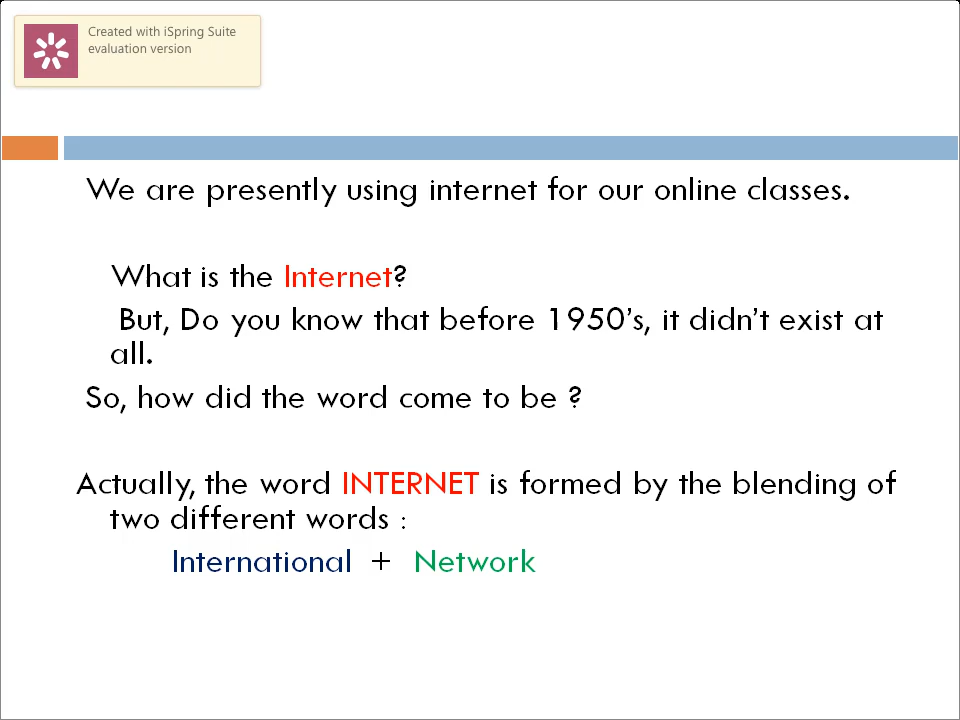 Created with iSpring Suite
evaluation version
We are presently using internet for our online classes.
What is the Internet?
But, Do you know that before 1950's, it didn't exist at
all.
So, how did the word come to be ?
Actually, the word INTERNET is formed by the blending of
two different words :
International + Network